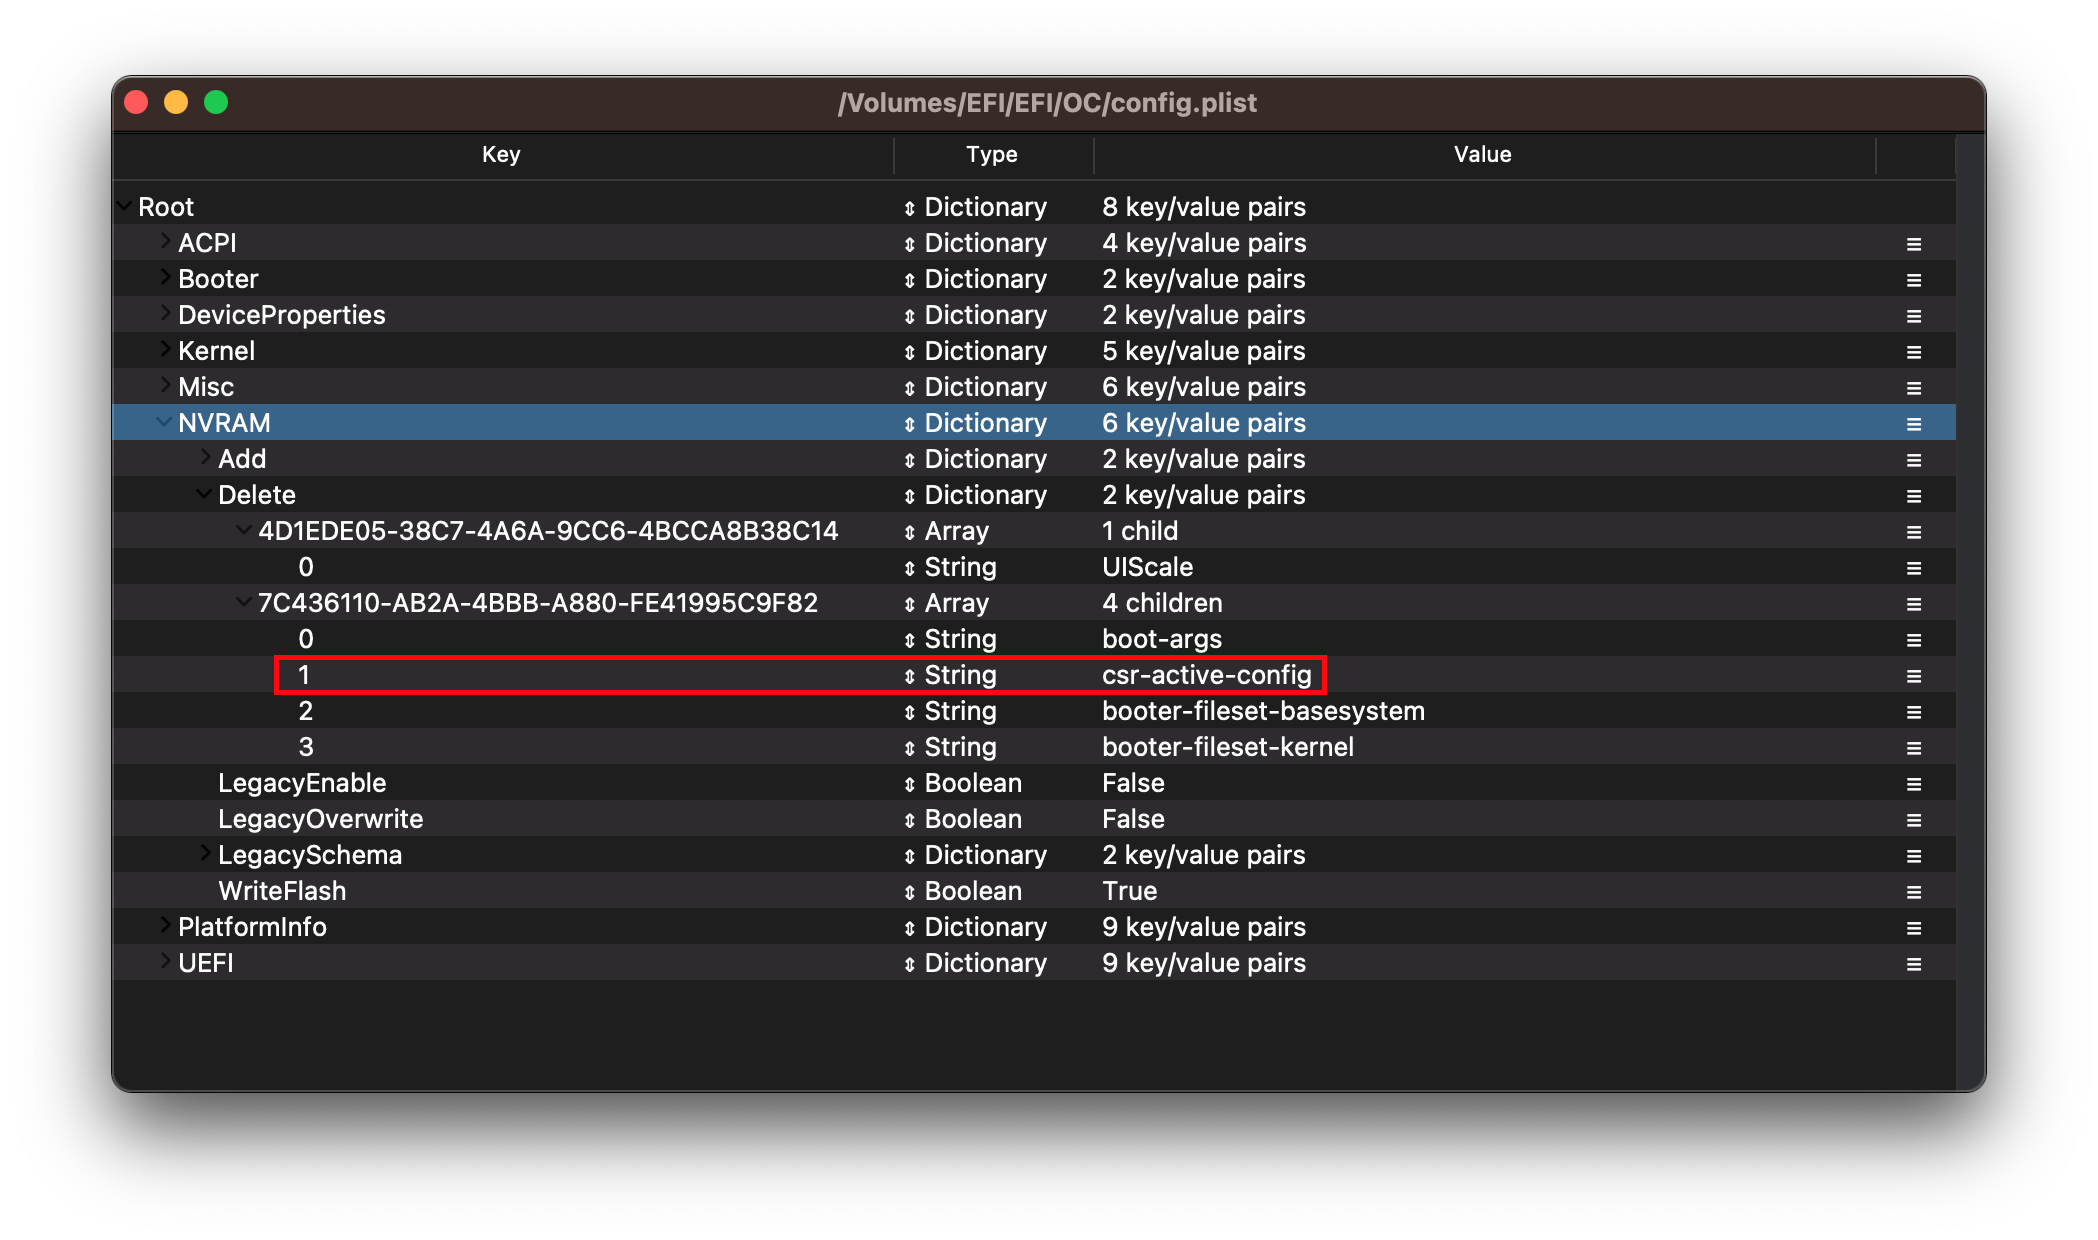 /Volumes/EFI/EFI/OC/config.plist
Key Type Value
Root Dictionary 8 key/value pairs
ACPI Dictionary 4 key/value pairs
Booter Dictionary 2 key/value pairs
DeviceProperties Dictionary 2 key/value pairs
Kernel Dictionary 5 key/value pairs
Misc Dictionary 6 key/value pairs
NVRAM Dictionary 6 key/value pairs
Add Dictionary 2 key/value pairs
Delete Dictionary 2 key/value pairs
4D1EDE05-38C7-4A6A-9CC6-4BCCA8B38C14 Array 1 child
0 String UIScale
7C436110-AB2A-4BBB-A880-FE41995C9F82 Array 4 children
0 String boot-args
1 String csr-active-config
2 String booter-fileset-basesystem
3 String booter-fileset-kernel
LegacyEnable Boolean False
LegacyOverwrite Boolean False
LegacySchema Dictionary 2 key/value pairs
WriteFlash Boolean True
PlatformInfo Dictionary 9 key/value pairs
UEFI Dictionary 9 key/value pairs